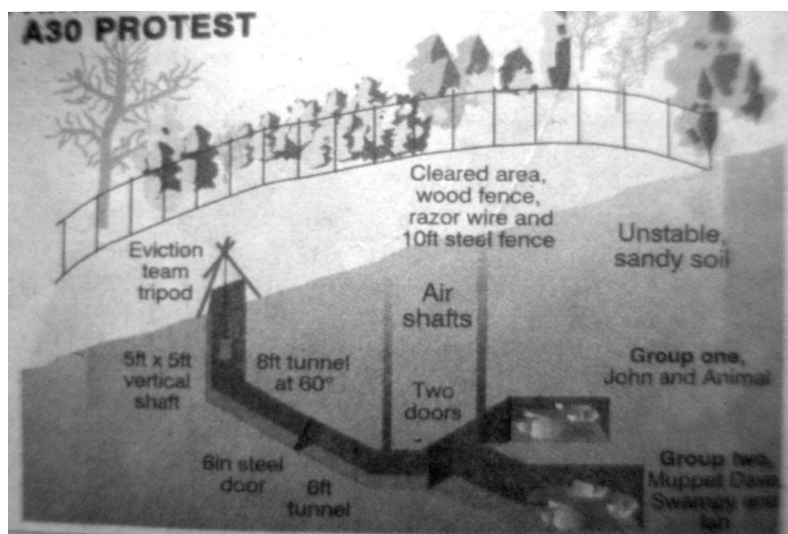 A30 PROTEST
Cleared area,
wood fence,
razor wire and
10ft steel fence
Unstable,
sandy soil
Eviction
team
tripod
Air
shafts
5ft x 5ft
vertical
shaft
8ft tunnel
at 60°
Two
doors
Group one,
John and Animal
6in steel
door
6ft
tunnel
Group two,
Muppet Dave,
Swampy and
Ian